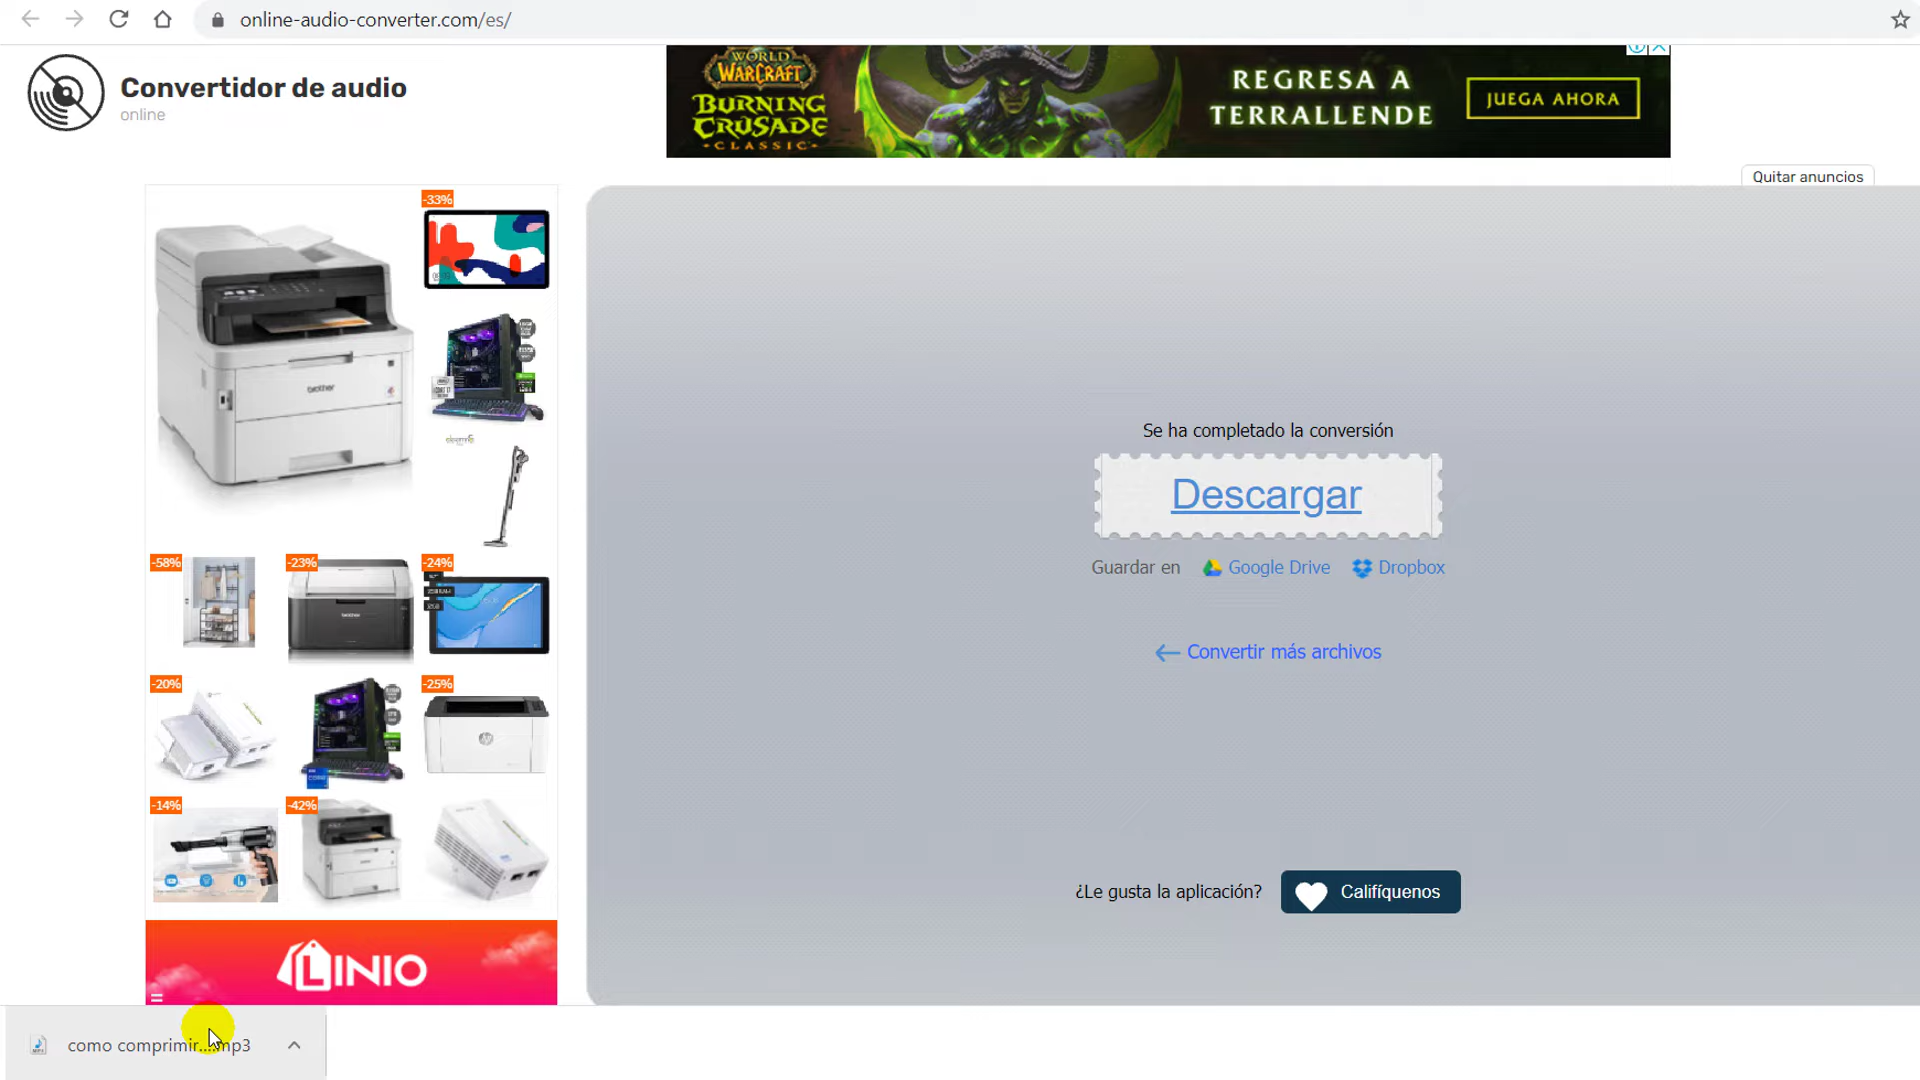 online-audio-converter.com/es/
Convertidor de audio
online
WORLD
WARCRAFT
BURNING
CRUSADE
CLASSIC
REGRESA A
TERRALLENDE
JUEGA AHORA
Quitar anuncios
-33%
brother
-58%
-23%
-24%
brother
-20%
-25%
-14%
-42%
LINIO
Se ha completado la conversión
Descargar
Guardar en Google Drive Dropbox
Convertir más archivos
¿Le gusta la aplicación? Califíquenos
como comprimir....mp3